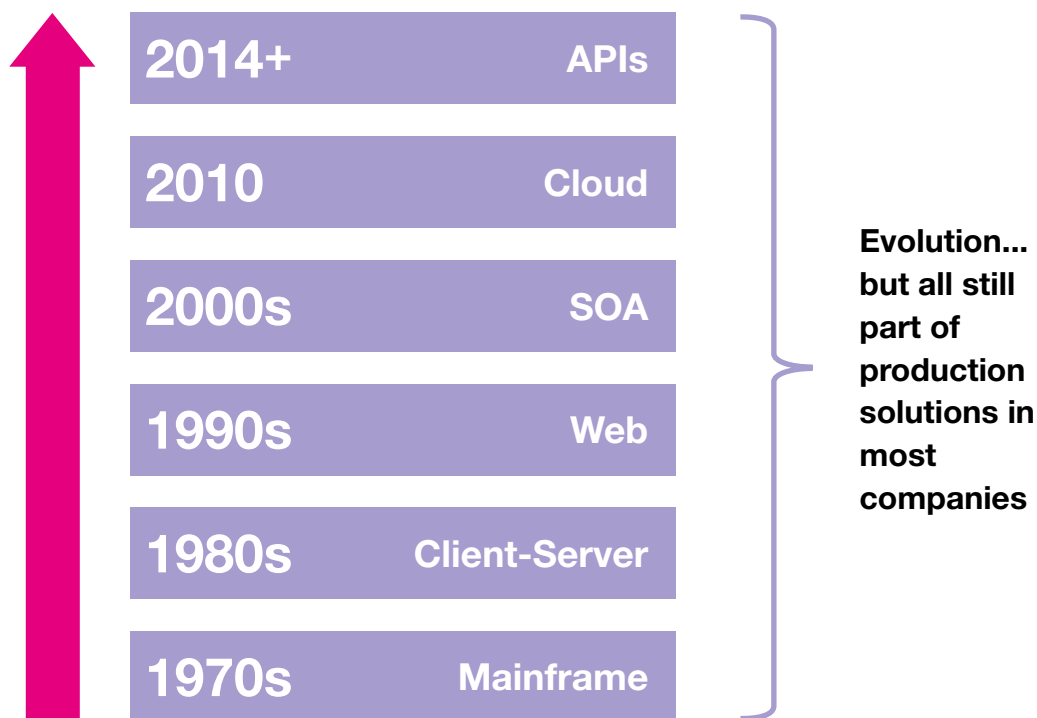 2014+ APIs
2010 Cloud
2000s SOA
1990s Web
1980s Client-Server
1970s Mainframe
Evolution...
but all still
part of
production
solutions in
most
companies